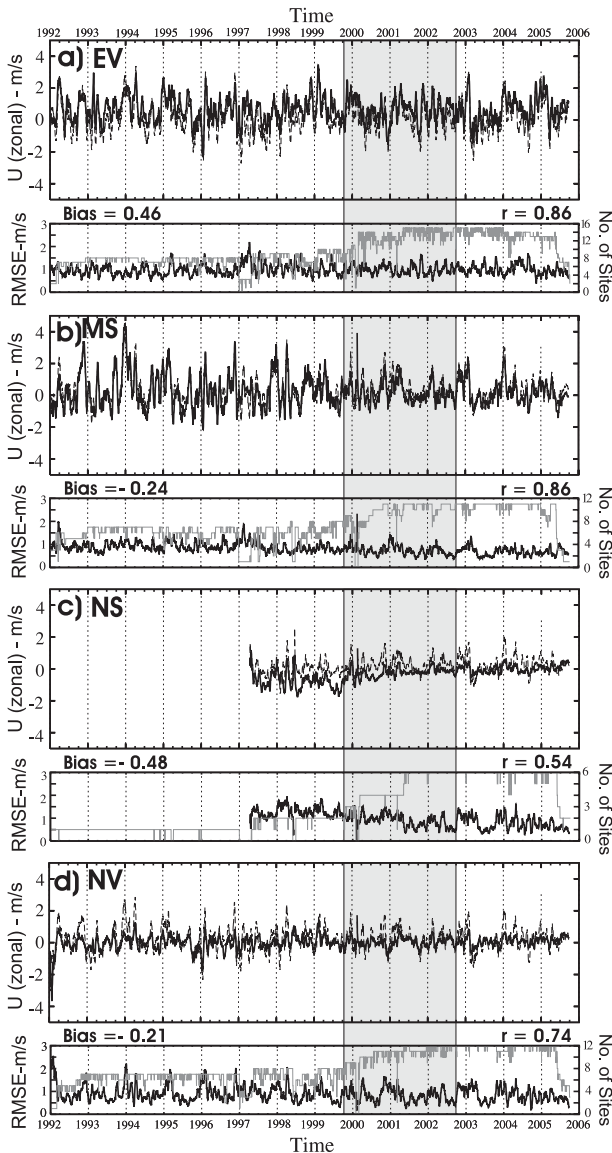 Time
1992 1993 1994 1995 1996 1997 1998 1999 2000 2001 2002 2003 2004 2005 2006
a) EV
U (zonal) - m/s
4
2
0
-2
-4
Bias = 0.46
r = 0.86
RMSE-m/s
3
2
1
0
No. of Sites
16
12
8
4
0
b) MS
U (zonal) - m/s
4
2
0
-2
-4
Bias =- 0.24
r = 0.86
RMSE-m/s
3
2
1
0
No. of Sites
12
8
4
0
c) NS
U (zonal) - m/s
4
2
0
-2
-4
Bias =- 0.48
r = 0.54
RMSE-m/s
3
2
1
0
No. of Sites
6
4
2
0
d) NV
U (zonal) - m/s
4
2
0
-2
-4
Bias =- 0.21
r = 0.74
RMSE-m/s
3
2
1
0
No. of Sites
12
8
4
0
1992 1993 1994 1995 1996 1997 1998 1999 2000 2001 2002 2003 2004 2005 2006
Time